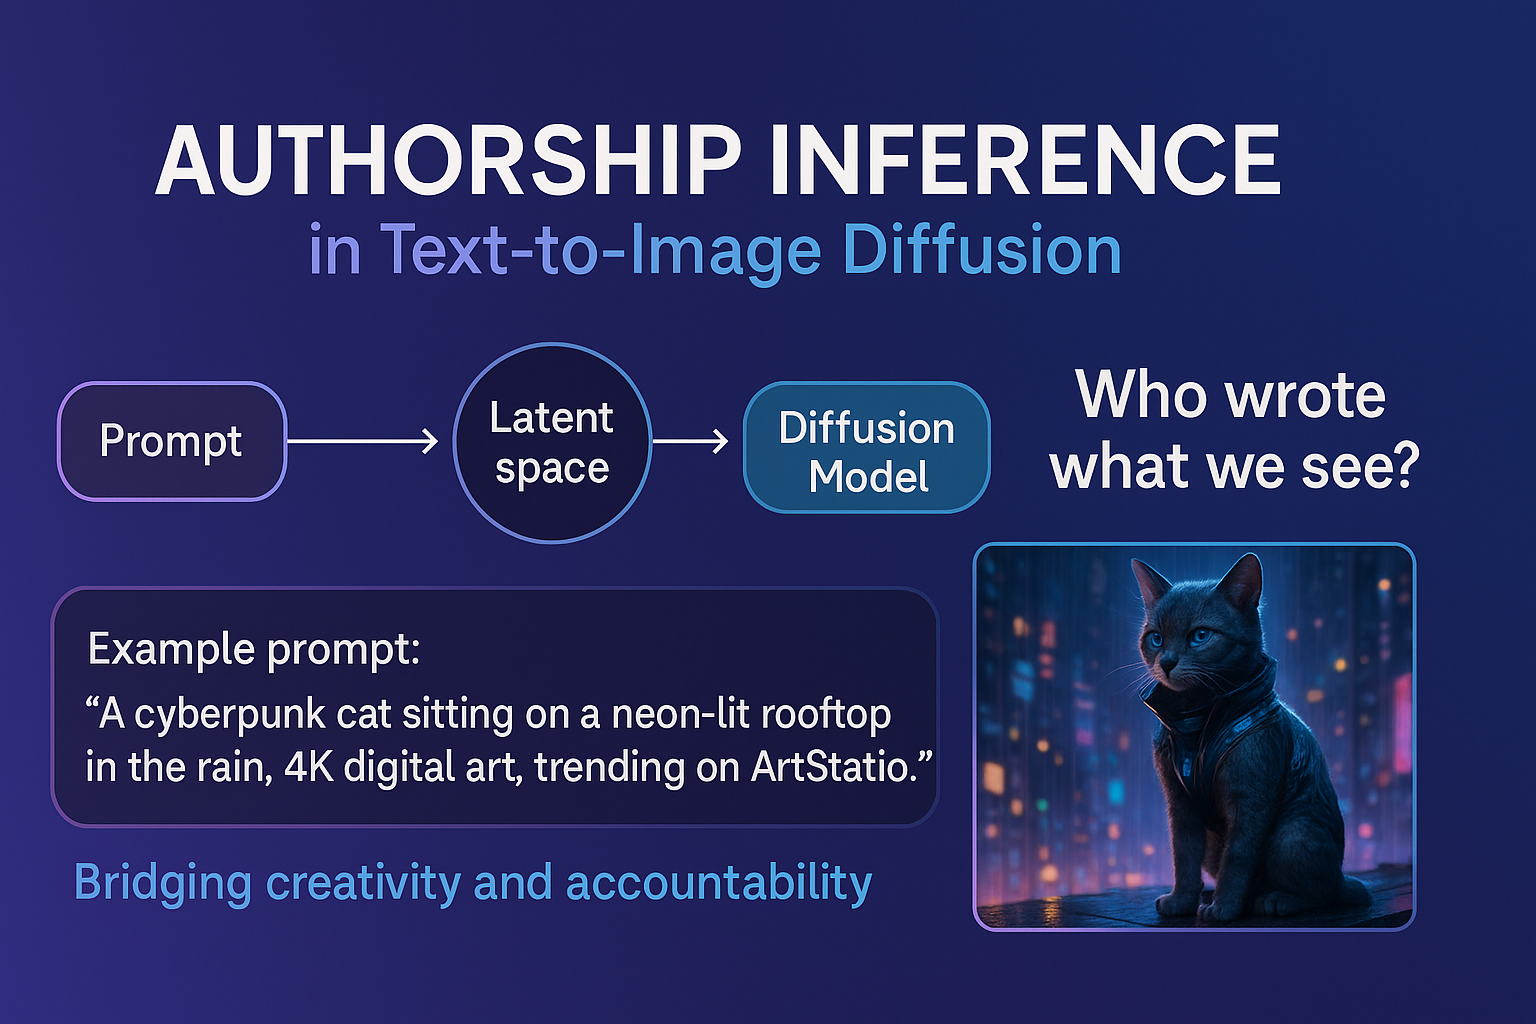 AUTHORSHIP INFERENCE
in Text-to-Image Diffusion
Prompt
Latent
space
Diffusion
Model
Who wrote
what we see?
Example prompt:
“A cyberpunk cat sitting on a neon-lit rooftop
in the rain, 4K digital art, trending on ArtStatio.”
Bridging creativity and accountability